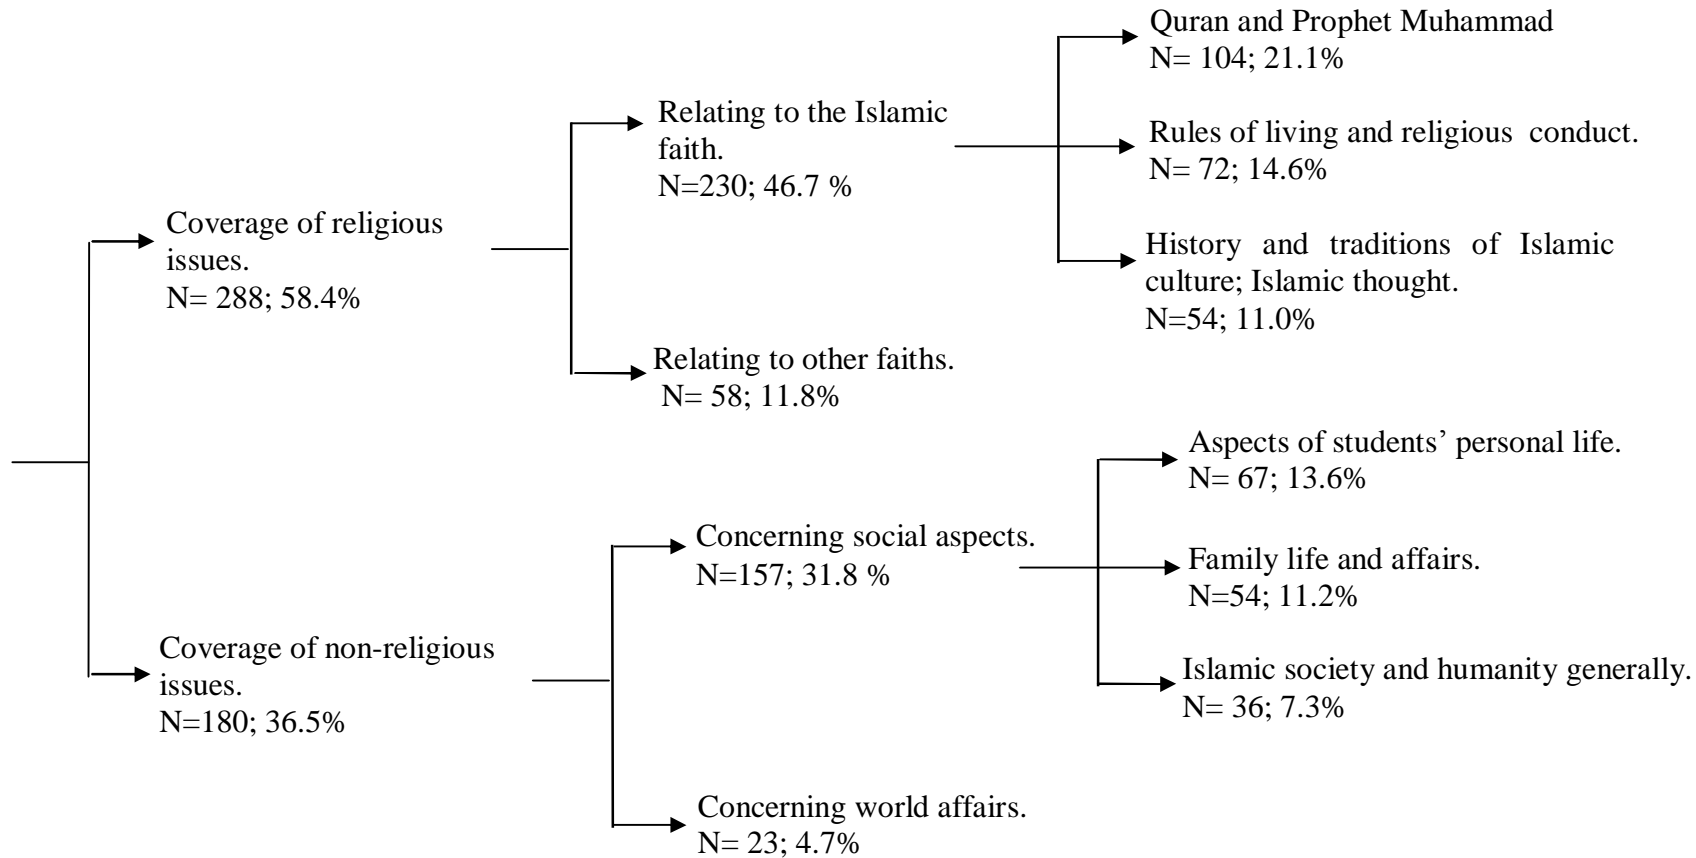 Quran and Prophet Muhammad
N= 104; 21.1%
Relating to the Islamic
faith.
N=230; 46.7 %
Rules of living and religious  conduct.
N= 72; 14.6%
Coverage of religious
issues.
N= 288; 58.4%
History and traditions of Islamic
culture; Islamic thought.
N=54; 11.0%
Relating to other faiths.
N= 58; 11.8%
Aspects of students’ personal life.
N= 67; 13.6%
Concerning social aspects.
N=157; 31.8 %
Family life and affairs.
N=54; 11.2%
Coverage of non-religious
issues.
N=180; 36.5%
Islamic society and humanity generally.
N= 36; 7.3%
Concerning world affairs.
N= 23; 4.7%